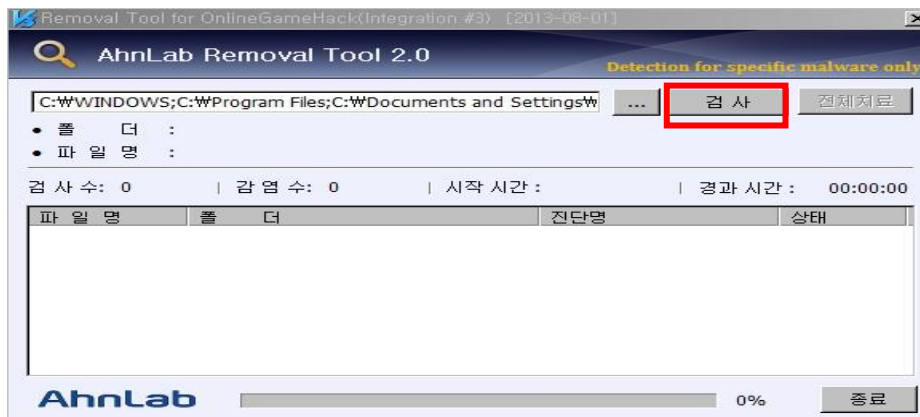 Removal Tool for OnlineGameHack(Integration #3) [2013-08-01]
AhnLab Removal Tool 2.0
Detection for specific malware only
C:₩WINDOWS;C:₩Program Files;C:₩Documents and Settings₩ ... 검 사 전체치료
• 폴 더 :
• 파 일 명 :
검 사 수: 0 | 감 염 수: 0 | 시작 시간 : | 경과 시간 : 00:00:00
파 일 명 폴 더 진단명 상태
AhnLab 0% 종료